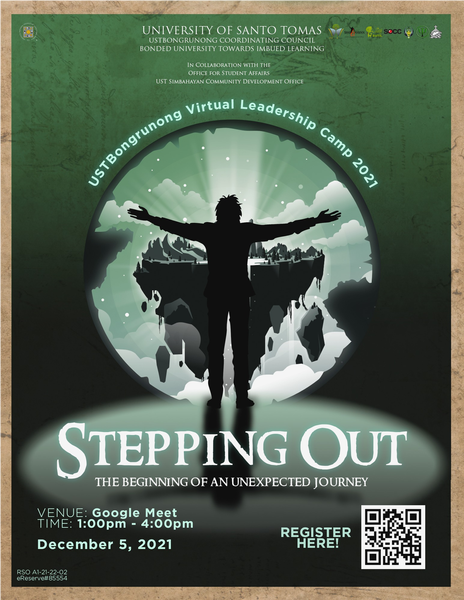 UNIVERSITY OF SANTO TOMAS
USTBONGRUNONG COORDINATING COUNCIL
BONDED UNIVERSITY TOWARDS IMBUED LEARNING
IN COLLABORATION WITH THE
OFFICE FOR STUDENT AFFAIRS
UST SIMBAHAYAN COMMUNITY DEVELOPMENT OFFICE
USTBongrunong Virtual Leadership Camp 2021
STEPPING OUT
THE BEGINNING OF AN UNEXPECTED JOURNEY
VENUE: Google Meet
TIME: 1:00pm - 4:00pm
December 5, 2021
REGISTER
HERE!
RSO A1-21-22-02
eReserve#85554